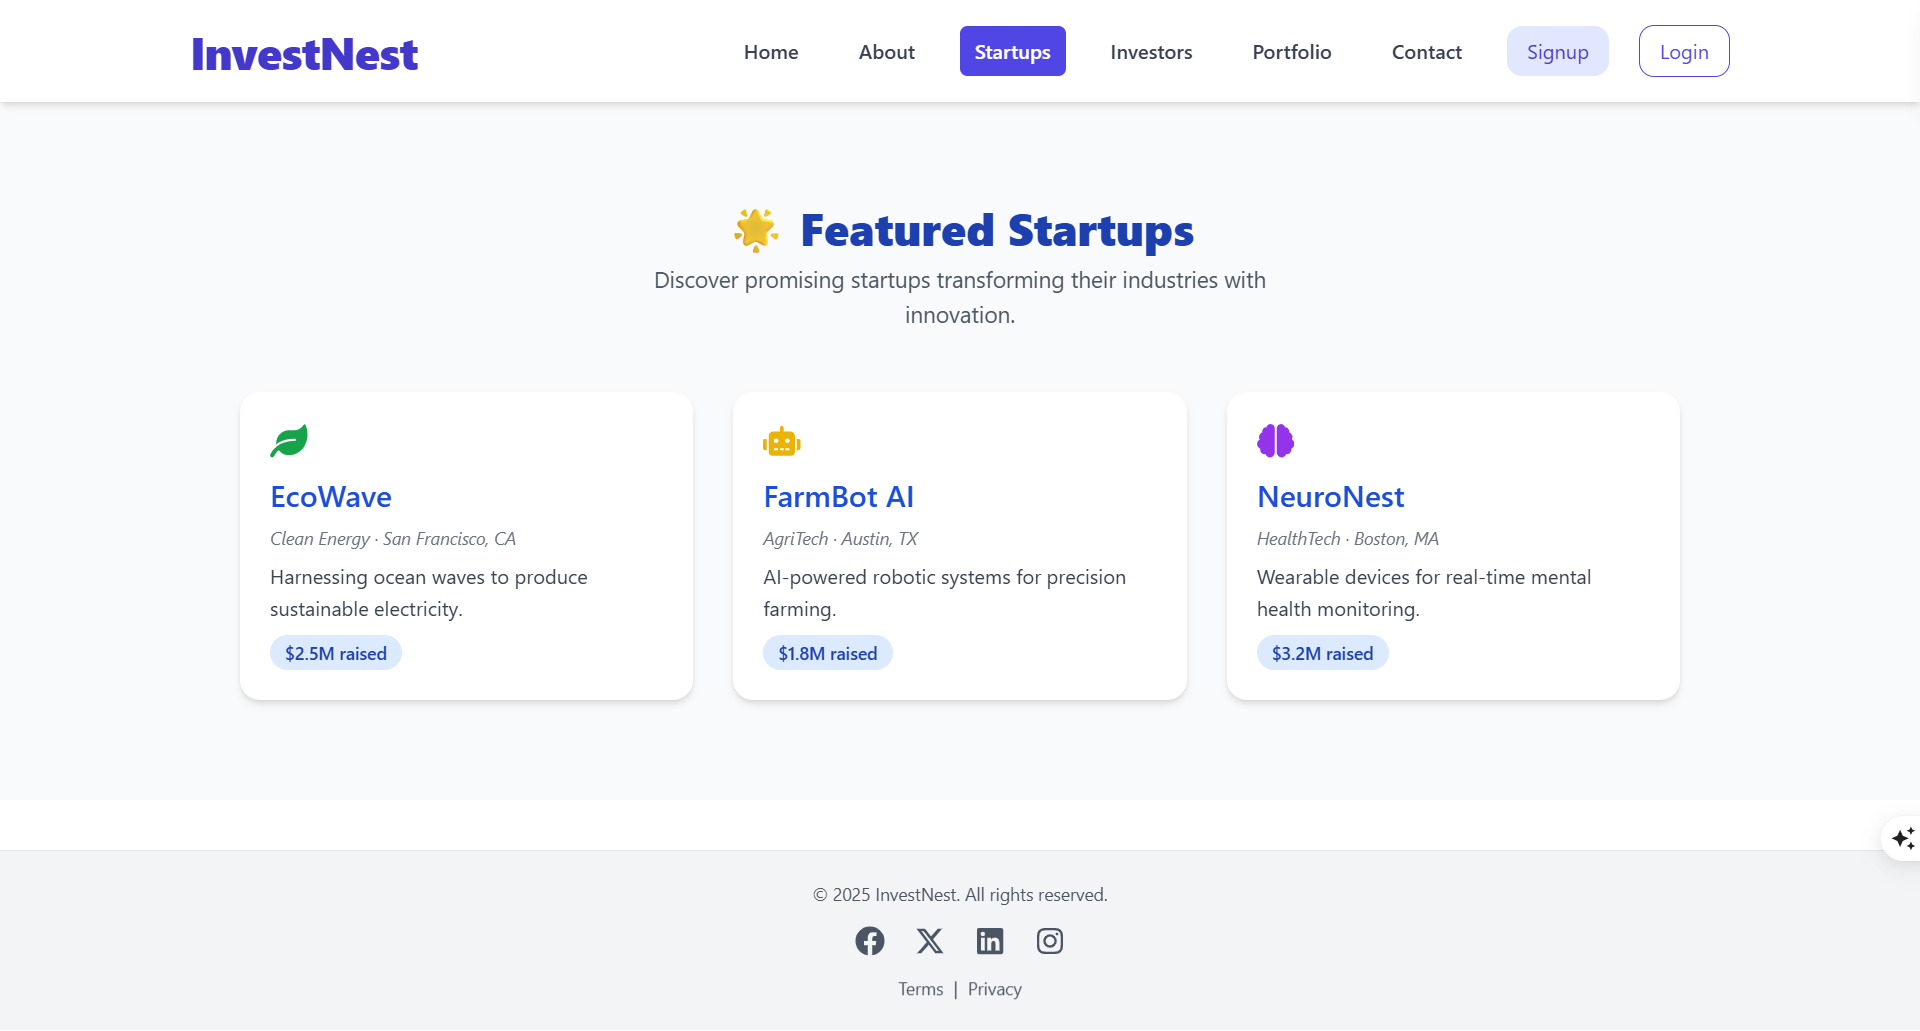 InvestNest
Home
About
Startups
Investors
Portfolio
Contact
Signup
Login
🌟 Featured Startups
Discover promising startups transforming their industries with
innovation.
EcoWave
Clean Energy · San Francisco, CA
Harnessing ocean waves to produce
sustainable electricity.
$2.5M raised
FarmBot AI
AgriTech · Austin, TX
AI-powered robotic systems for precision
farming.
$1.8M raised
NeuroNest
HealthTech · Boston, MA
Wearable devices for real-time mental
health monitoring.
$3.2M raised
© 2025 InvestNest. All rights reserved.
Terms | Privacy